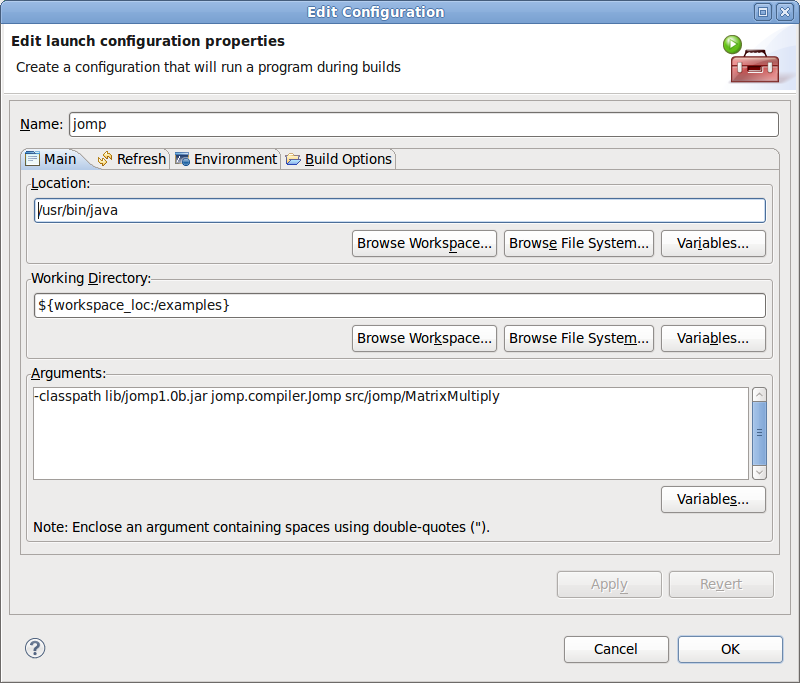 Edit Configuration
Edit launch configuration properties
Create a configuration that will run a program during builds
Name: jomp
Main Refresh Environment Build Options
Location:
/usr/bin/java
Browse Workspace... Browse File System... Variables...
Working Directory:
${workspace_loc:/examples}
Browse Workspace... Browse File System... Variables...
Arguments:
-classpath lib/jomp1.0b.jar jomp.compiler.Jomp src/jomp/MatrixMultiply
Variables...
Note: Enclose an argument containing spaces using double-quotes (").
Apply Revert
? Cancel OK